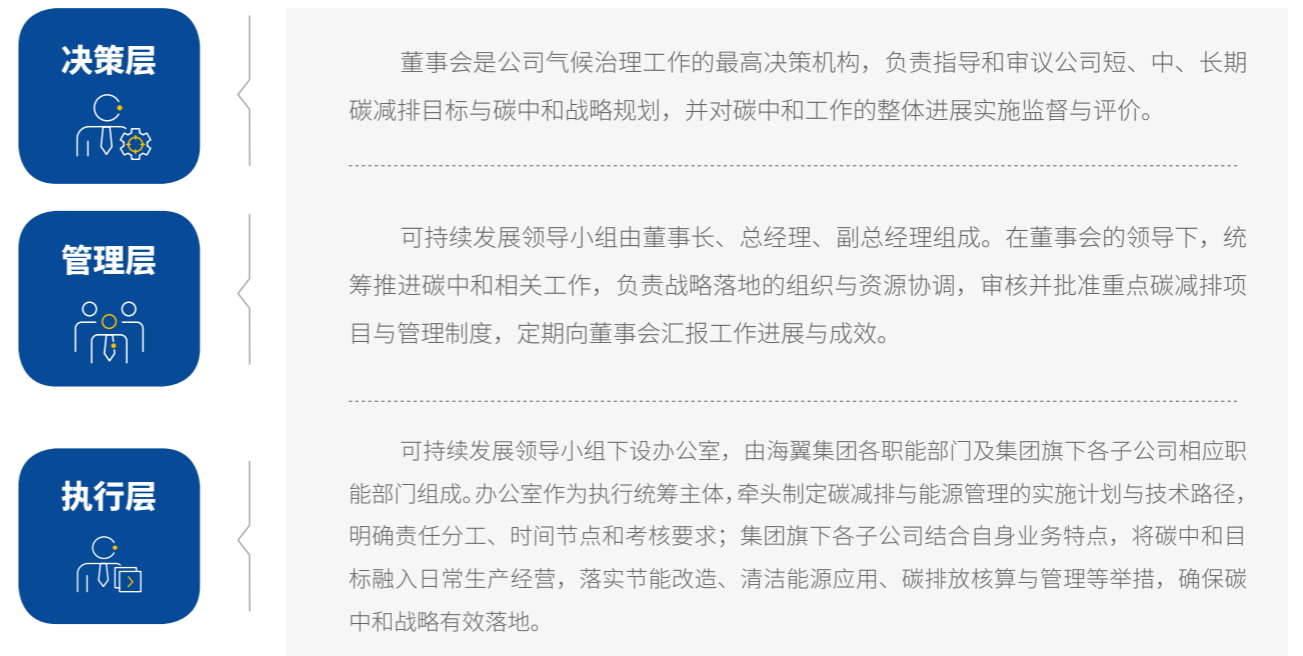 决策层
董事会是公司气候治理工作的最高决策机构，负责指导和审议公司短、中、长期
碳减排目标与碳中和战略规划，并对碳中和工作的整体进展实施监督与评价。
管理层
可持续发展领导小组由董事长、总经理、副总经理组成。在董事会的领导下，统
筹推进碳中和相关工作，负责战略落地的组织与资源协调，审核并批准重点碳减排项
目与管理制度，定期向董事会汇报工作进展与成效。
执行层
可持续发展领导小组下设办公室，由海翼集团各职能部门及集团旗下各子公司相应职
能部门组成。办公室作为执行统筹主体，牵头制定碳减排与能源管理的实施计划与技术路径，
明确责任分工、时间节点和考核要求；集团旗下各子公司结合自身业务特点，将碳中和目
标融入日常生产经营，落实节能改造、清洁能源应用、碳排放核算与管理等举措，确保碳
中和战略有效落地。